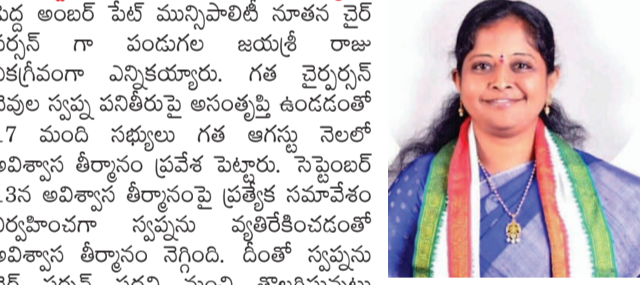 పెద్ద అంబర్ పేట్ మున్సిపాలిటీ నూతన చైర్
పర్సన్ గా పండుగల జయశ్రీ రాజు
ఏకగ్రీవంగా ఎన్నికయ్యారు. గత చైర్పర్సన్
చెవుల స్వప్న పనితీరుపై అసంతృప్తి ఉండడంతో
17 మంది సభ్యులు గత ఆగస్టు నెలలో
అవిశ్వాస తీర్మానం ప్రవేశ పెట్టారు. సెప్టెంబర్
13న అవిశ్వాస తీర్మానంపై ప్రత్యేక సమావేశం
నిర్వహించగా స్వప్నను వ్యతిరేకించడంతో
అవిశ్వాస తీర్మానం నెగ్గింది. దీంతో స్వప్నను